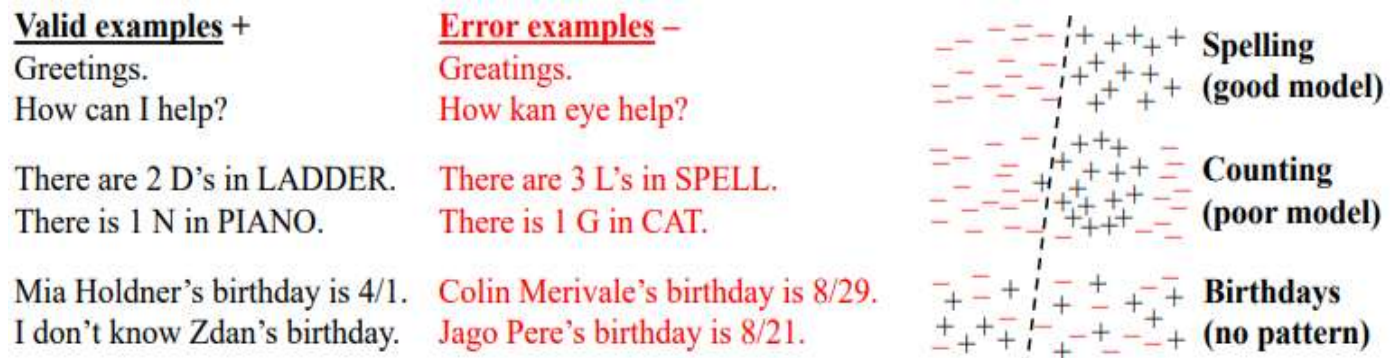 Valid examples +
Greetings.
How can I help?
There are 2 D’s in LADDER.
There is 1 N in PIANO.
Mia Holdner’s birthday is 4/1.
I don’t know Zdan’s birthday.
Error examples –
Greatings.
How kan eye help?
There are 3 L’s in SPELL.
There is 1 G in CAT.
Colin Merivale’s birthday is 8/29.
Jago Pere’s birthday is 8/21.
Spelling
(good model)
Counting
(poor model)
Birthdays
(no pattern)